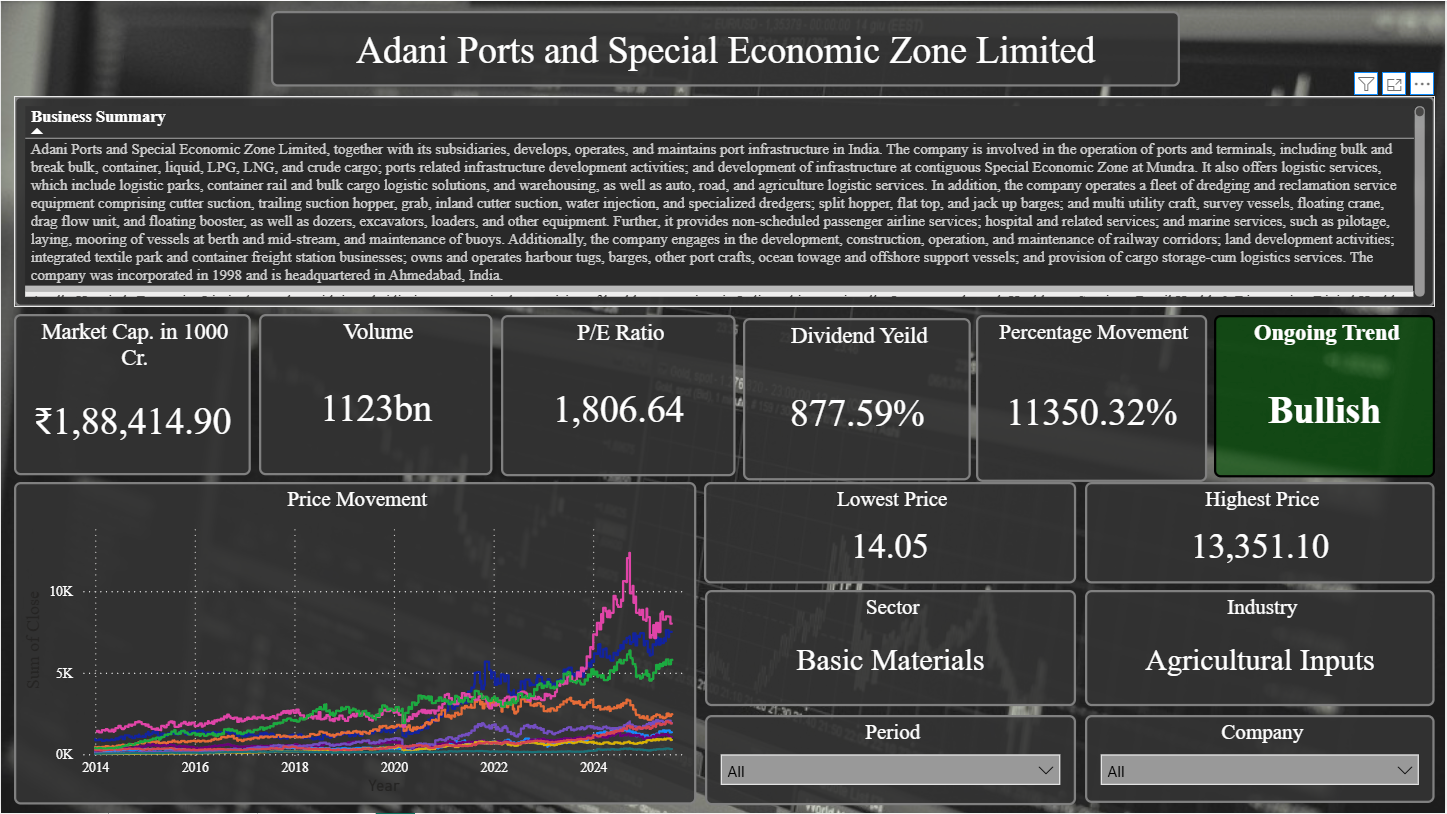 Adani Ports and Special Economic Zone Limited
Business Summary
Adani Ports and Special Economic Zone Limited, together with its subsidiaries, develops, operates, and maintains port infrastructure in India. The company is involved in the operation of ports and terminals, including bulk and
break bulk, container, liquid, LPG, LNG, and crude cargo; ports related infrastructure development activities; and development of infrastructure at contiguous Special Economic Zone at Mundra. It also offers logistic services,
which include logistic parks, container rail and bulk cargo logistic solutions, and warehousing, as well as auto, road, and agriculture logistic services. In addition, the company operates a fleet of dredging and reclamation service
equipment comprising cutter suction, trailing suction hopper, grab, inland cutter suction, water injection, and specialized dredgers; split hopper, flat top, and jack up barges; and multi utility craft, survey vessels, floating crane,
drag flow unit, and floating booster, as well as dozers, excavators, loaders, and other equipment. Further, it provides non-scheduled passenger airline services; hospital and related services; and marine services, such as pilotage,
laying, mooring of vessels at berth and mid-stream, and maintenance of buoys. Additionally, the company engages in the development, construction, operation, and maintenance of railway corridors; land development activities;
integrated textile park and container freight station businesses; owns and operates harbour tugs, barges, other port crafts, ocean towage and offshore support vessels; and provision of cargo storage-cum logistics services. The
company was incorporated in 1998 and is headquartered in Ahmedabad, India.
Market Cap. in 1000
Cr.
₹1,88,414.90
Volume
1123bn
P/E Ratio
1,806.64
Dividend Yeild
877.59%
Percentage Movement
11350.32%
Ongoing Trend
Bullish
Price Movement
Sum of Close
10K
5K
0K
2014 2016 2018 2020 2022 2024
Year
Lowest Price
14.05
Highest Price
13,351.10
Sector
Basic Materials
Industry
Agricultural Inputs
Period
All
Company
All